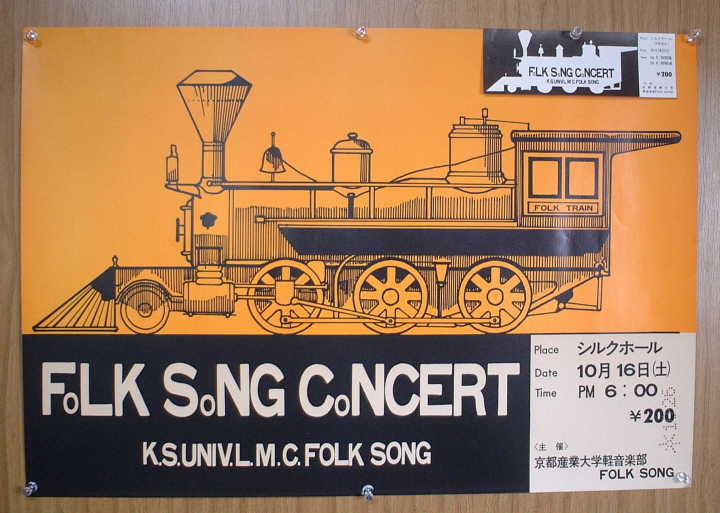 FOLK SONG CONCERT
K.S.UNIV.L.M.C.FOLK SONG
¥200
FOLK TRAIN
FOLK SONG CONCERT
K.S.UNIV.L.M.C.FOLK SONG
Place シルクホール
Date 10月16日(土)
Time PM 6:00
¥200
〈主催〉
京都産業大学軽音楽部
FOLK SONG